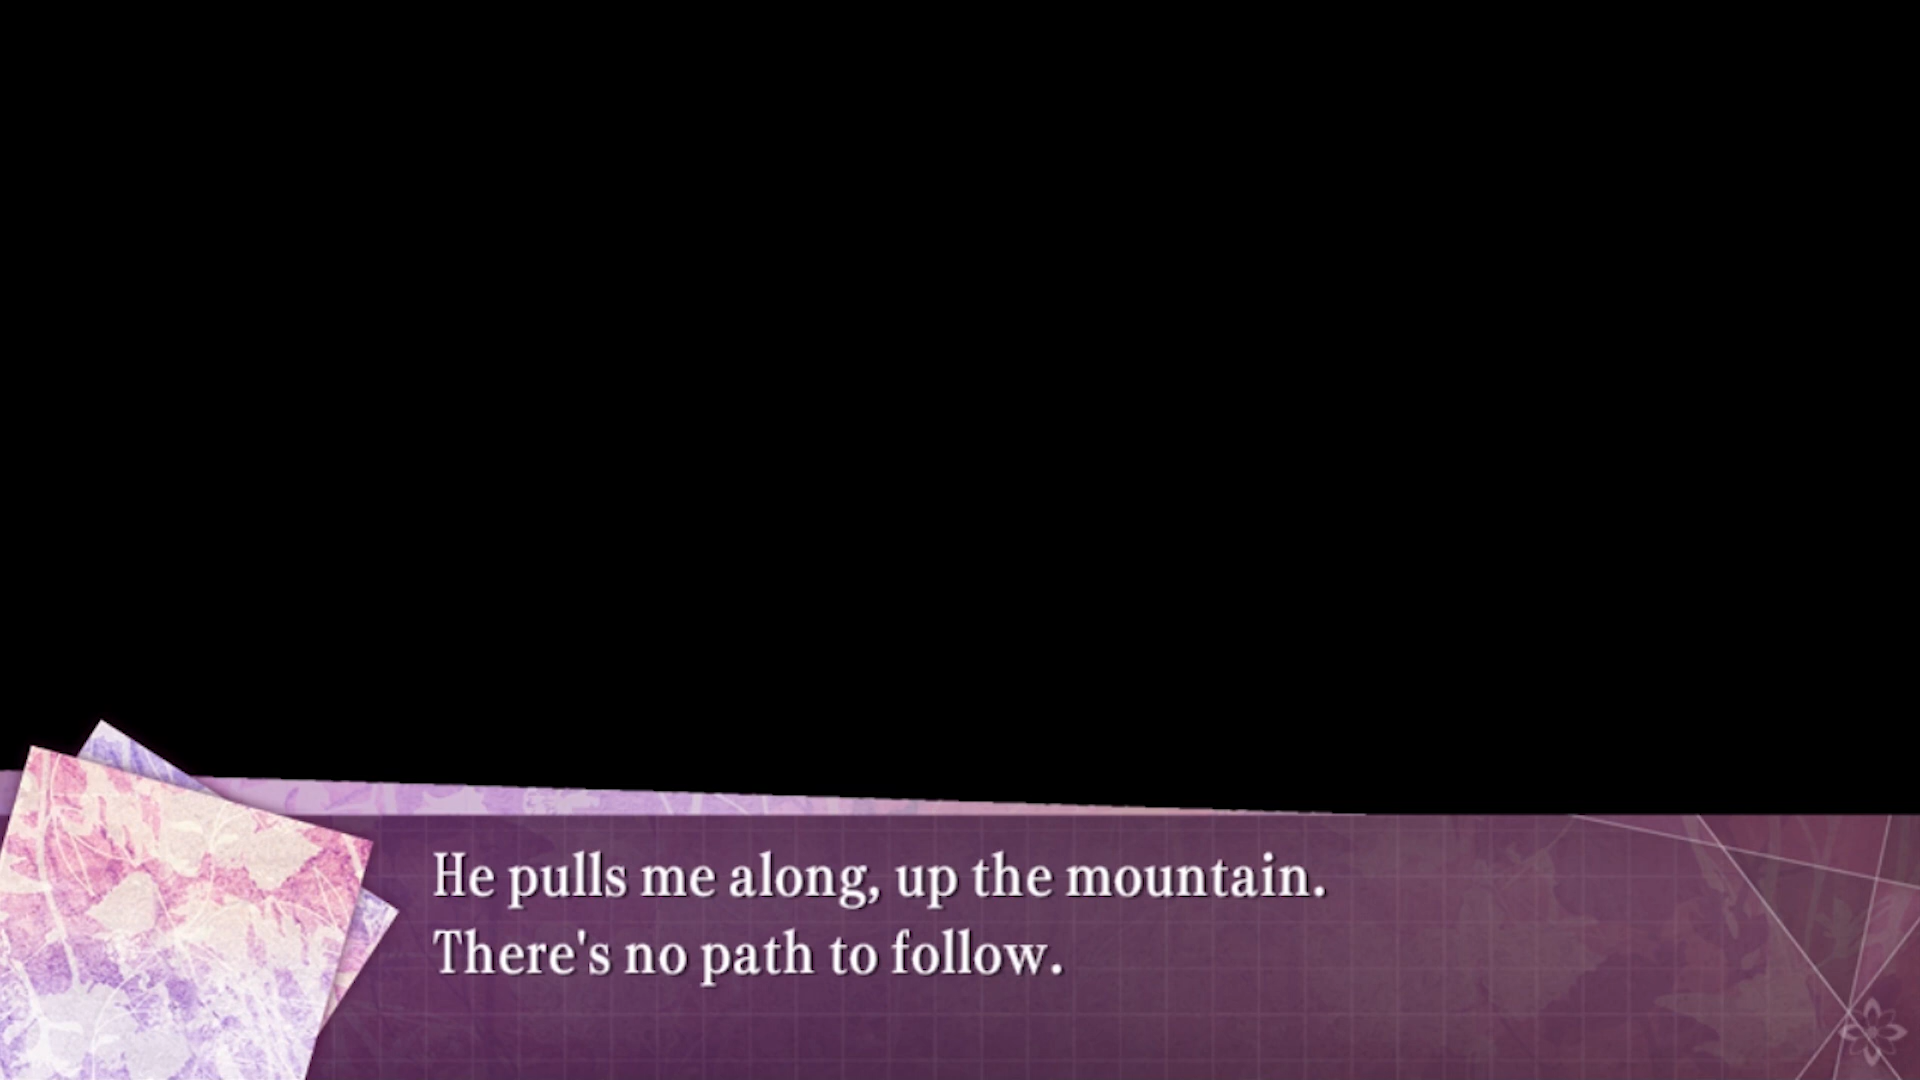 He pulls me along, up the mountain.
There's no path to follow.